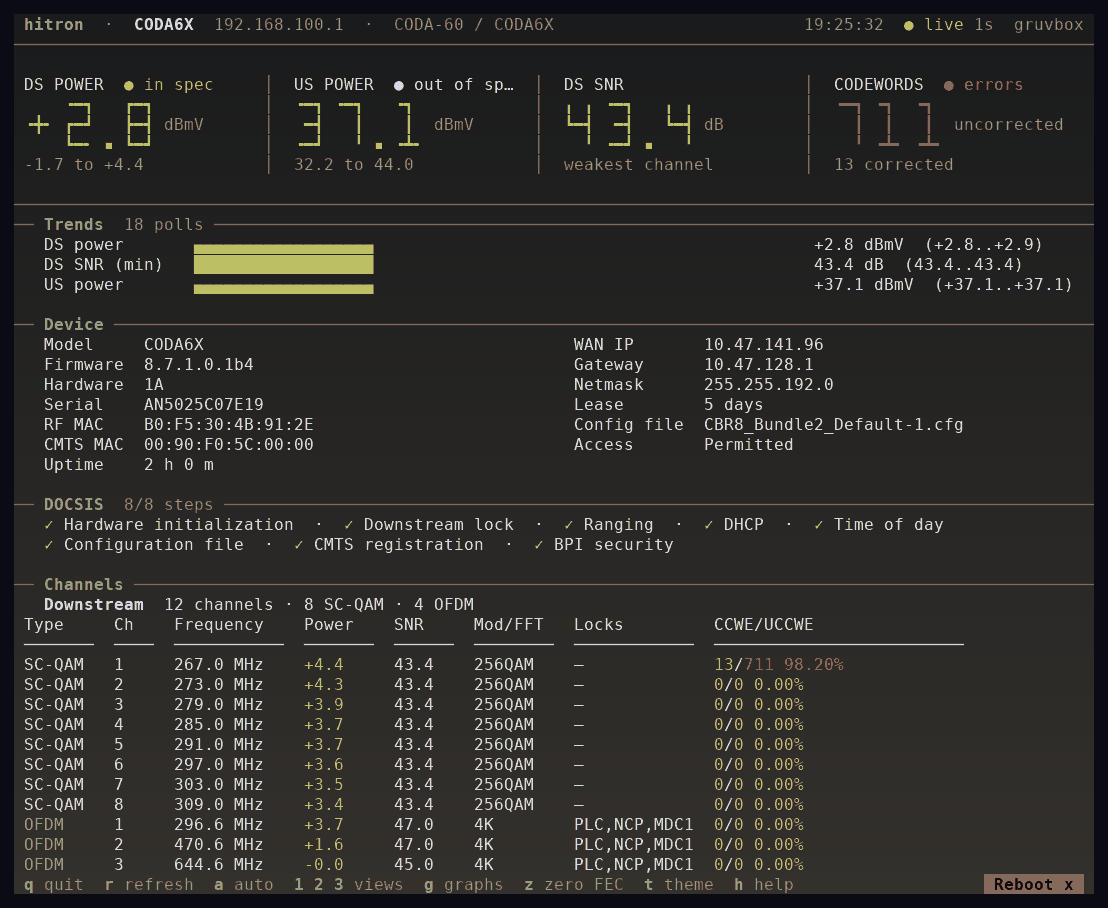 hitron · CODA6X 192.168.100.1 · CODA-60 / CODA6X 19:25:32 ● live 1s gruvbox
DS POWER ● in spec │ US POWER ● out of sp… │ DS SNR │ CODEWORDS ● errors
+2.8 dBmV │ 37.1 dBmV │ 43.4 dB │ 711 uncorrected
-1.7 to +4.4 │ 32.2 to 44.0 │ weakest channel │ 13 corrected
Trends 18 polls
DS power +2.8 dBmV (+2.8..+2.9)
DS SNR (min) 43.4 dB (43.4..43.4)
US power +37.1 dBmV (+37.1..+37.1)
Device
Model CODA6X WAN IP 10.47.141.96
Firmware 8.7.1.0.1b4 Gateway 10.47.128.1
Hardware 1A Netmask 255.255.192.0
Serial AN5025C07E19 Lease 5 days
RF MAC B0:F5:30:4B:91:2E Config file CBR8_Bundle2_Default-1.cfg
CMTS MAC 00:90:F0:5C:00:00 Access Permitted
Uptime 2 h 0 m
DOCSIS 8/8 steps
✓ Hardware initialization · ✓ Downstream lock · ✓ Ranging · ✓ DHCP · ✓ Time of day
✓ Configuration file · ✓ CMTS registration · ✓ BPI security
Channels
Downstream 12 channels · 8 SC-QAM · 4 OFDM
Type Ch Frequency Power SNR Mod/FFT Locks CCWE/UCCWE
SC-QAM 1 267.0 MHz +4.4 43.4 256QAM — 13/711 98.20%
SC-QAM 2 273.0 MHz +4.3 43.4 256QAM — 0/0 0.00%
SC-QAM 3 279.0 MHz +3.9 43.4 256QAM — 0/0 0.00%
SC-QAM 4 285.0 MHz +3.7 43.4 256QAM — 0/0 0.00%
SC-QAM 5 291.0 MHz +3.7 43.4 256QAM — 0/0 0.00%
SC-QAM 6 297.0 MHz +3.6 43.4 256QAM — 0/0 0.00%
SC-QAM 7 303.0 MHz +3.5 43.4 256QAM — 0/0 0.00%
SC-QAM 8 309.0 MHz +3.4 43.4 256QAM — 0/0 0.00%
OFDM 1 296.6 MHz +3.7 47.0 4K PLC,NCP,MDC1 0/0 0.00%
OFDM 2 470.6 MHz +1.6 47.0 4K PLC,NCP,MDC1 0/0 0.00%
OFDM 3 644.6 MHz -0.0 45.0 4K PLC,NCP,MDC1 0/0 0.00%
q quit r refresh a auto 1 2 3 views g graphs z zero FEC t theme h help Reboot x